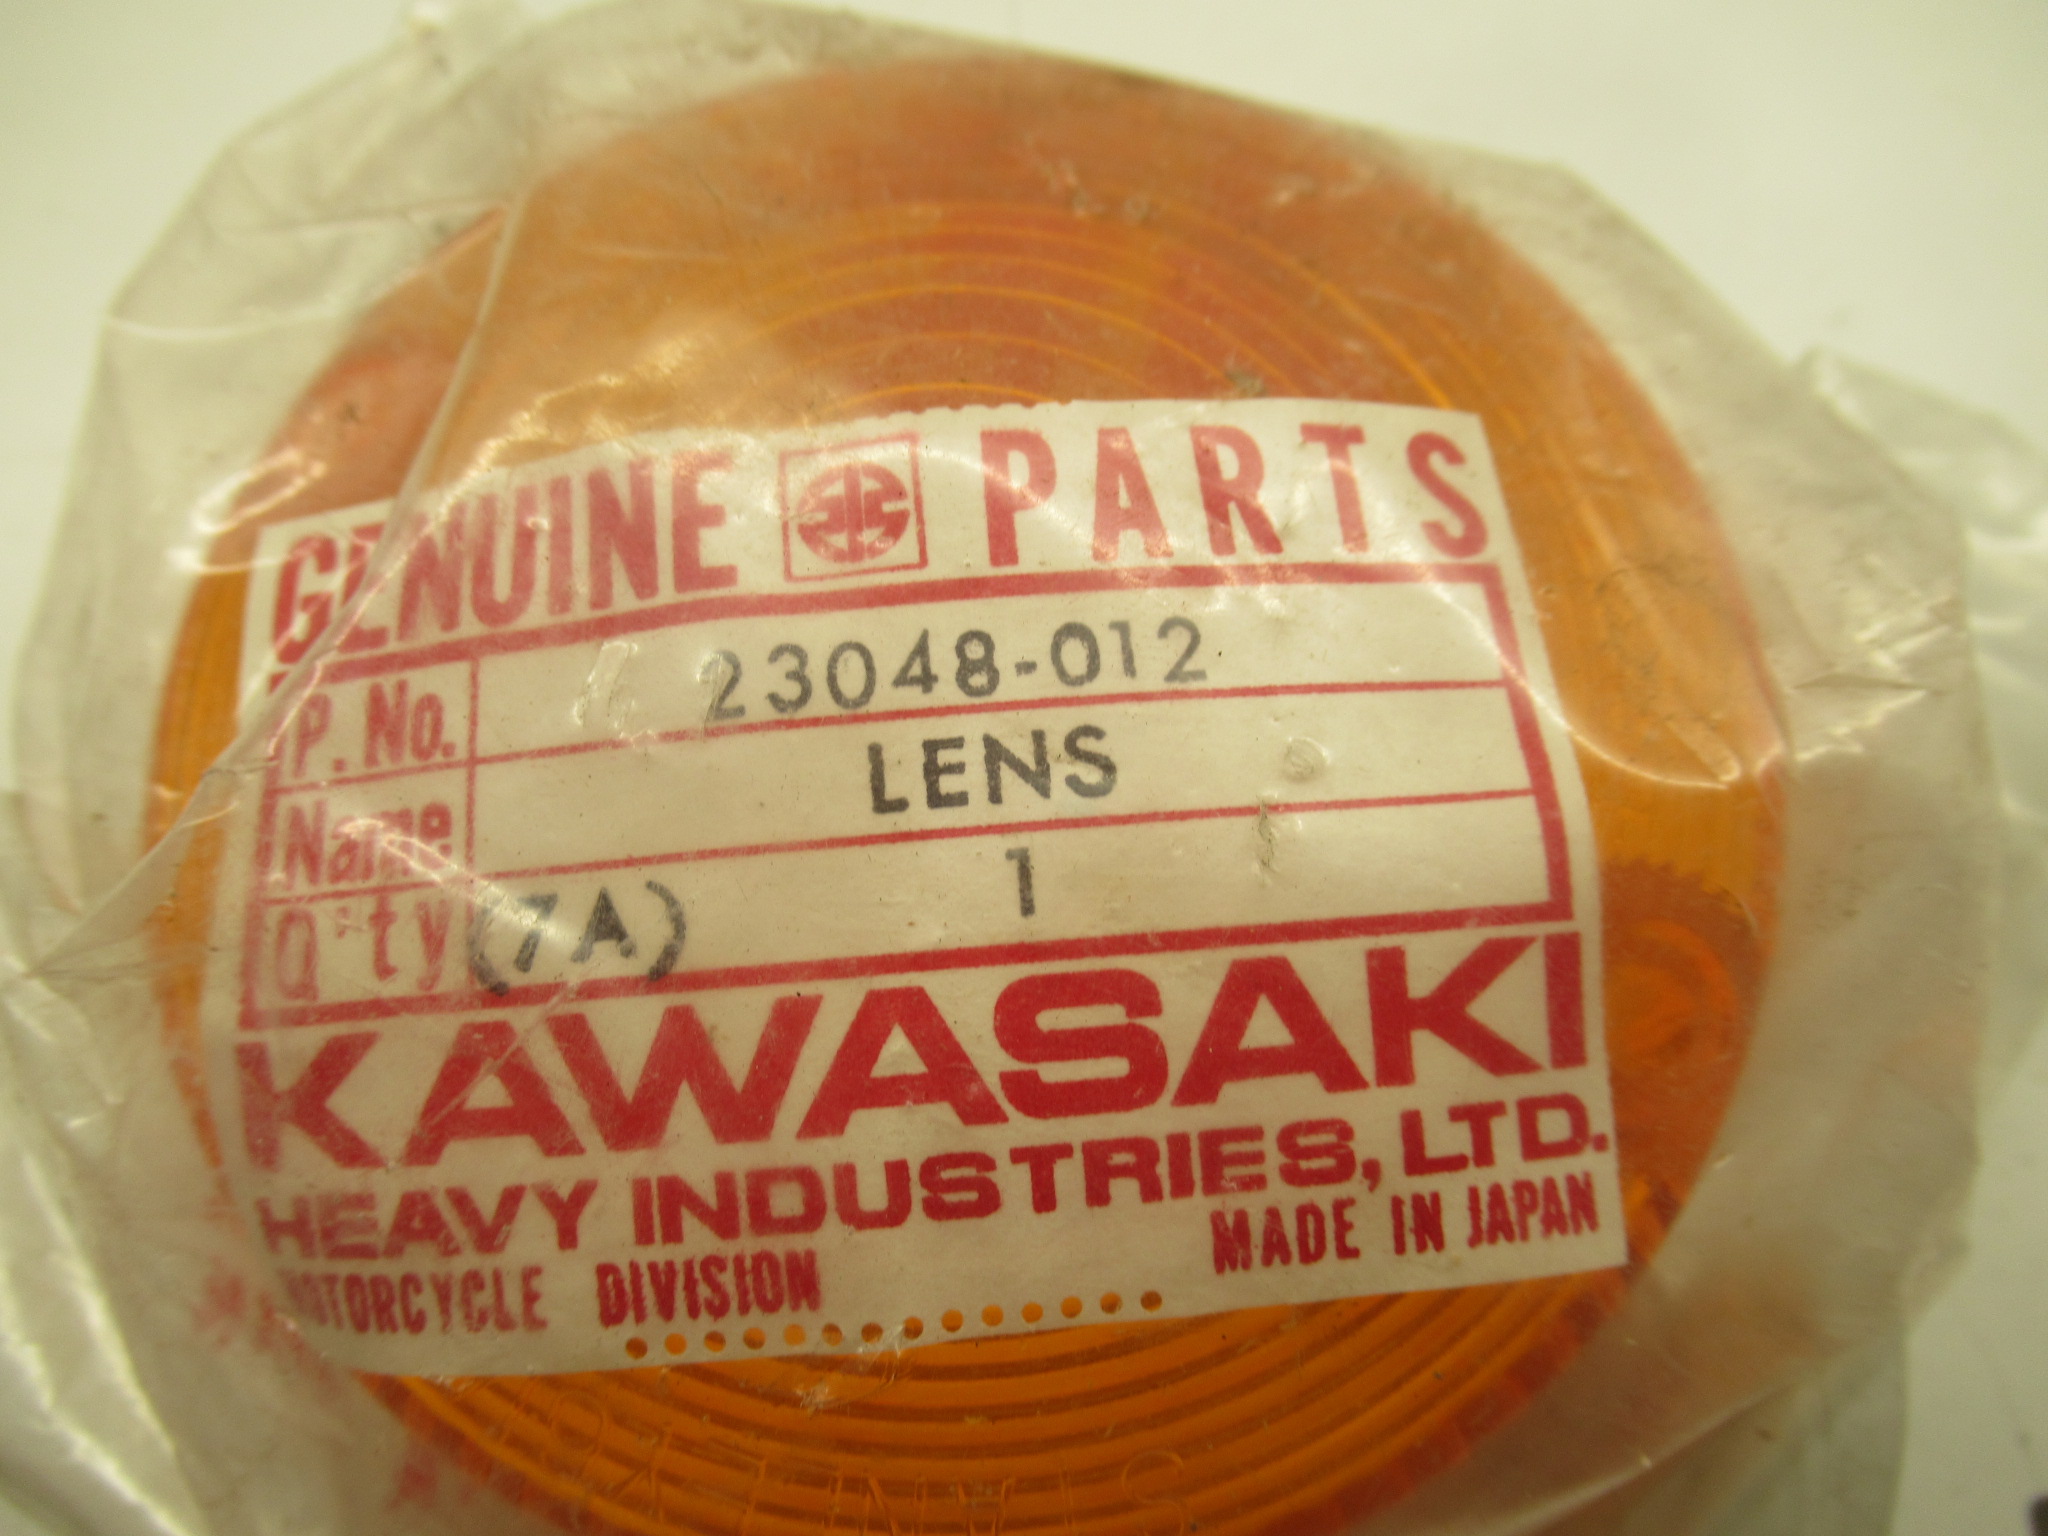 GENUINE PARTS
P. No. 23048-012
Name LENS
Q'ty (7A) 1
KAWASAKI
HEAVY INDUSTRIES, LTD.
MOTORCYCLE DIVISION MADE IN JAPAN